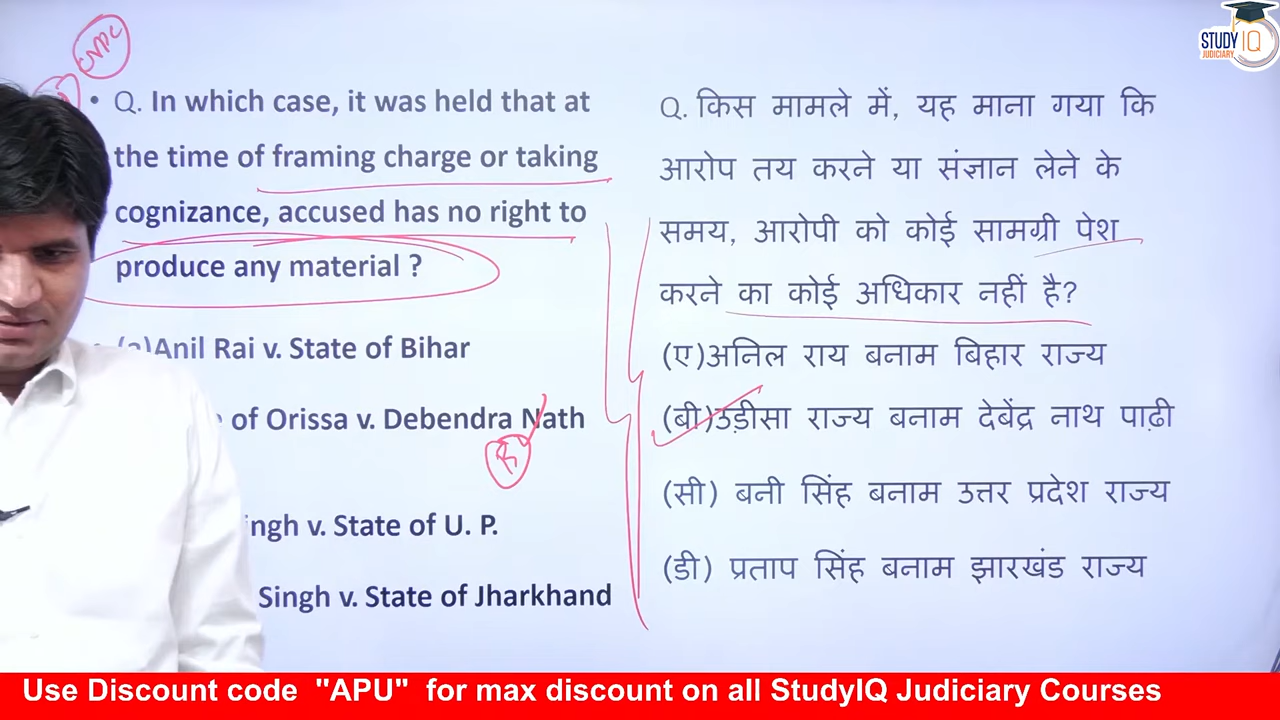 CRPC
• Q. In which case, it was held that at
the time of framing charge or taking
cognizance, accused has no right to
produce any material ?
(a)Anil Rai v. State of Bihar
of Orissa v. Debendra Nath
ingh v. State of U. P.
Singh v. State of Jharkhand
Q. किस मामले में, यह माना गया कि
आरोप तय करने या संज्ञान लेने के
समय, आरोपी को कोई सामग्री पेश
करने का कोई अधिकार नहीं है?
(ए)अनिल राय बनाम बिहार राज्य
(बी)उड़ीसा राज्य बनाम देबेंद्र नाथ पाढ़ी
(सी) बनी सिंह बनाम उत्तर प्रदेश राज्य
(डी) प्रताप सिंह बनाम झारखंड राज्य
STUDY IQ
JUDICIARY
Use Discount code "APU" for max discount on all StudyIQ Judiciary Courses